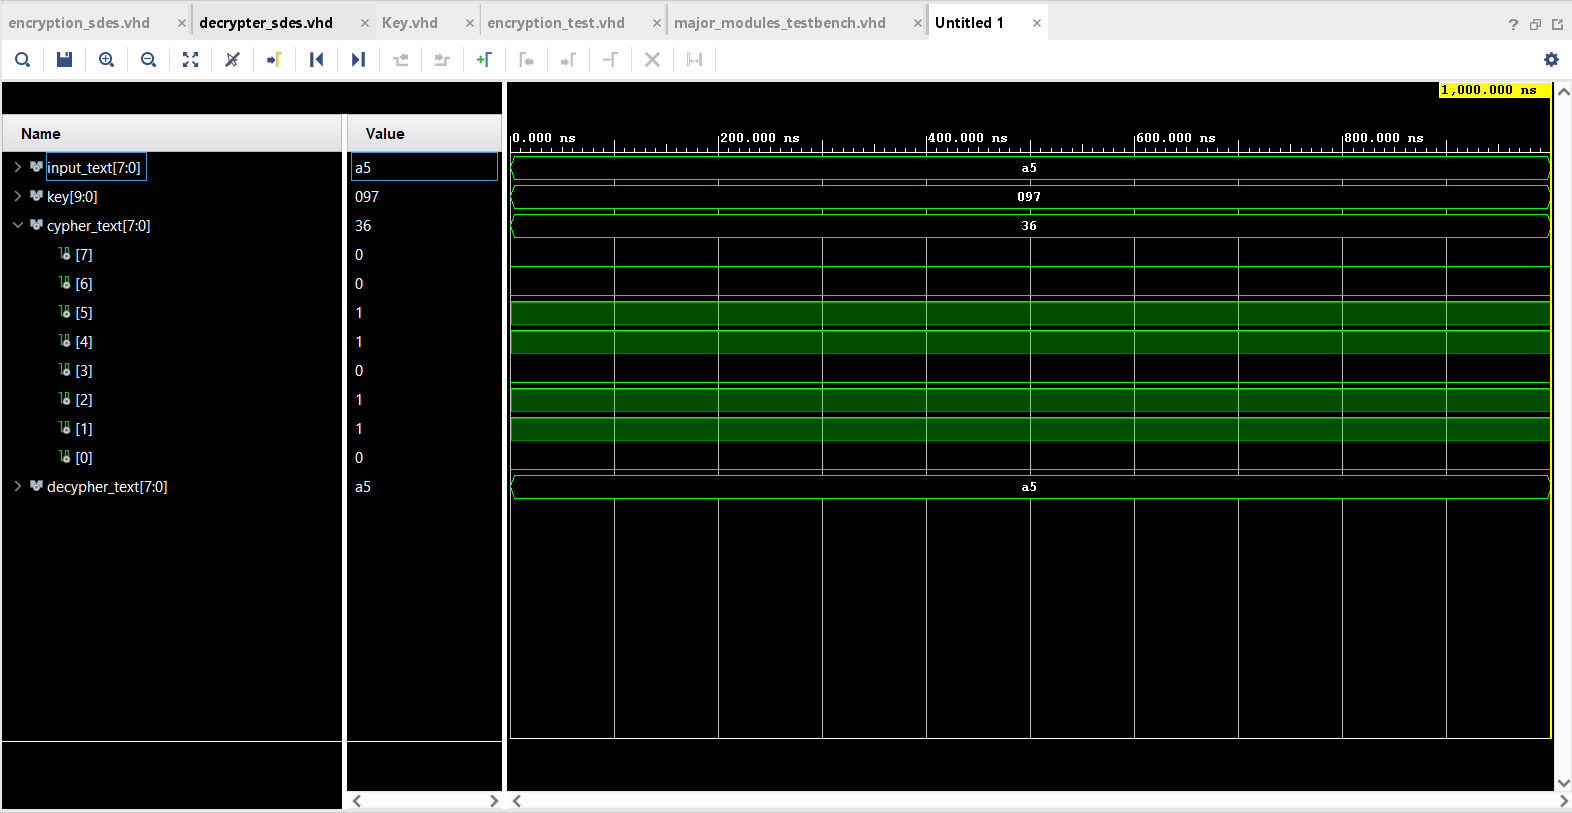 encryption_sdes.vhd × decrypter_sdes.vhd × Key.vhd × encryption_test.vhd × major_modules_testbench.vhd × Untitled 1 ×
?
1,000.000 ns
Name Value 0.000 ns 200.000 ns 400.000 ns 600.000 ns 800.000 ns
input_text[7:0] a5 a5
key[9:0] 097 097
cypher_text[7:0] 36 36
[7] 0
[6] 0
[5] 1
[4] 1
[3] 0
[2] 1
[1] 1
[0] 0
decypher_text[7:0] a5 a5